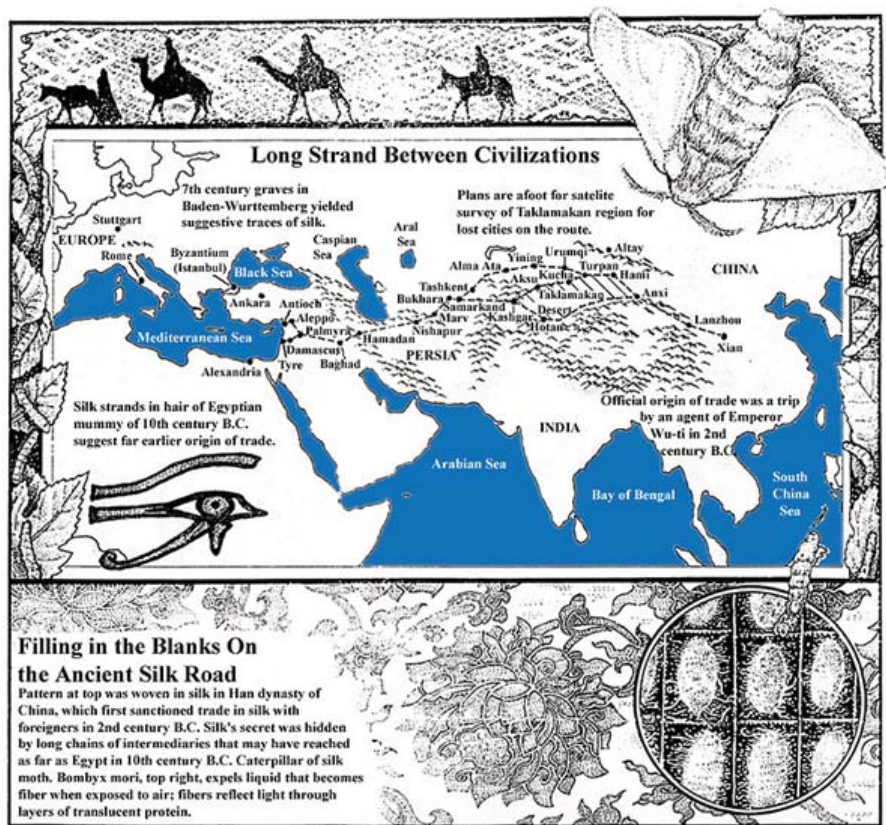 Long Strand Between Civilizations
7th century graves in
Baden-Wurttemberg yielded
suggestive traces of silk.
Plans are afoot for satelite
survey of Taklamakan region for
lost cities on the route.
Stuttgart
EUROPE
Rome
Byzantium
(Istanbul)
Black Sea
Caspian
Sea
Aral
Sea
Ankara
Antioch
Aleppo
Palmyra
Mediterranean Sea
Damascus
Tyre
Alexandria
Baghad
Hamadan
PERSIA
Nishapur
Marv
Samarkand
Bukhara
Tashkent
Alma Ata
Yining
Urumqi
Altay
Aksu
Kucha
Turpan
Hami
Kashgar
Taklamakan
Desert
Hotan
Anxi
CHINA
Lanzhou
Xian
Silk strands in hair of Egyptian
mummy of 10th century B.C.
suggest far earlier origin of trade.
Official origin of trade was a trip
by an agent of Emperor
Wu-ti in 2nd
century B.C.
INDIA
Arabian Sea
Bay of Bengal
South
China
Sea
Filling in the Blanks On
the Ancient Silk Road
Pattern at top was woven in silk in Han dynasty of
China, which first sanctioned trade in silk with
foreigners in 2nd century B.C. Silk's secret was hidden
by long chains of intermediaries that may have reached
as far as Egypt in 10th century B.C. Caterpillar of silk
moth. Bombyx mori, top right, expels liquid that becomes
fiber when exposed to air; fibers reflect light through
layers of translucent protein.